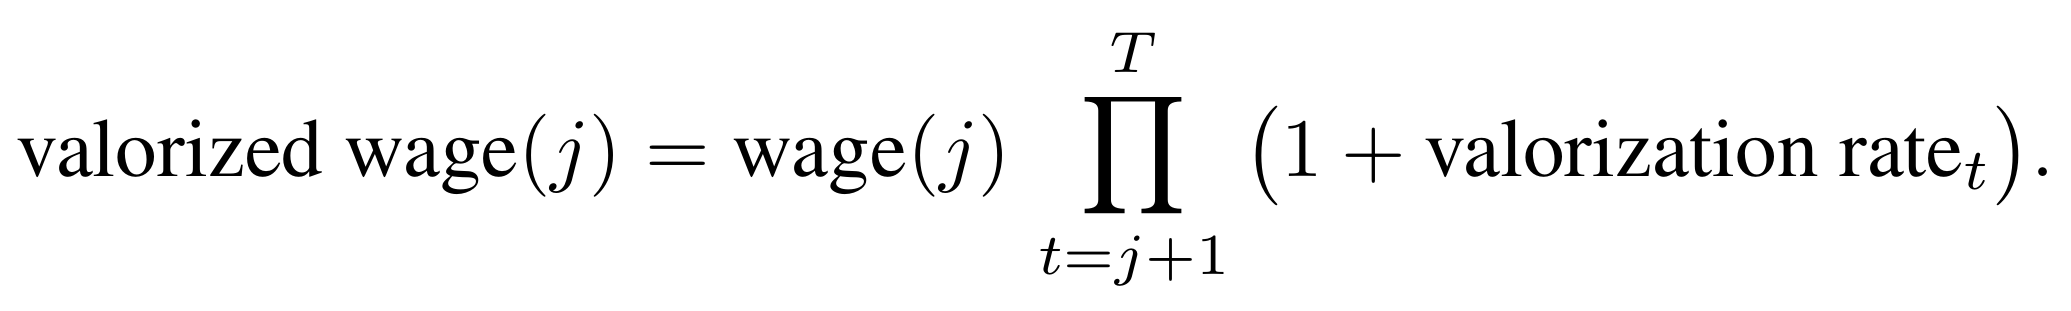 valorized wage(j) = wage(j) ∏_{t=j+1}^{T} (1 + valorization rate_t).